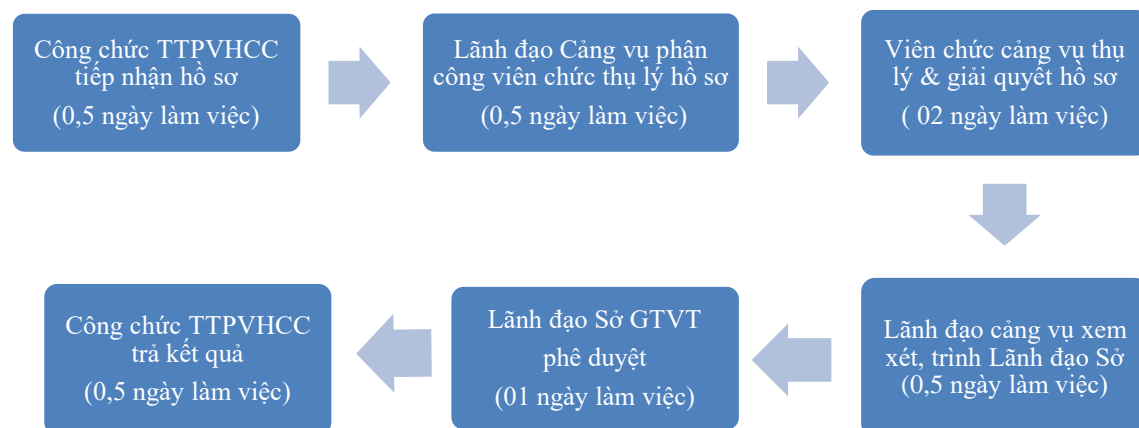 Công chức TTPVHCC
tiếp nhận hồ sơ
(0,5 ngày làm việc)
Lãnh đạo Cảng vụ phân
công viên chức thụ lý hồ sơ
(0,5 ngày làm việc)
Viên chức cảng vụ thụ
lý & giải quyết hồ sơ
( 02 ngày làm việc)
Lãnh đạo cảng vụ xem
xét, trình Lãnh đạo Sở
(0,5 ngày làm việc)
Lãnh đạo Sở GTVT
phê duyệt
(01 ngày làm việc)
Công chức TTPVHCC
trả kết quả
(0,5 ngày làm việc)